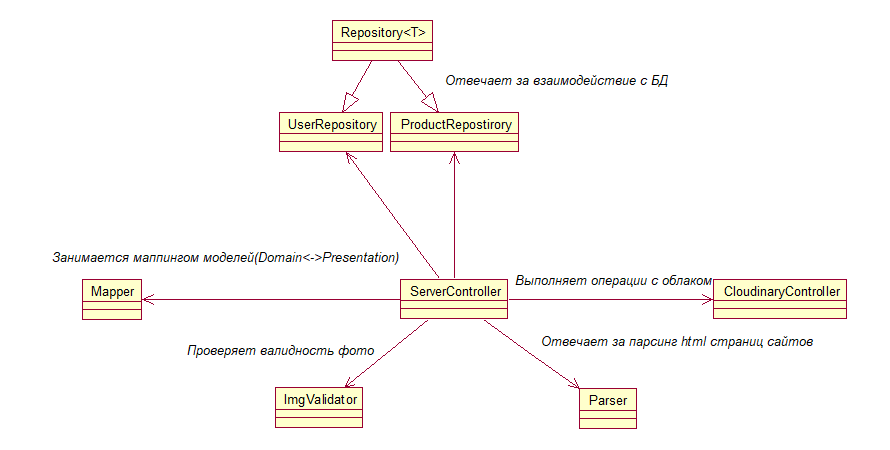 Repository<T>
Отвечает за взаимодействие с БД
UserRepository
ProductRepostirory
Занимается маппингом моделей(Domain<->Presentation)
Mapper
ServerController
Выполняет операции с облаком
CloudinaryController
Проверяет валидность фото
Отвечает за парсинг html страниц сайтов
ImgValidator
Parser